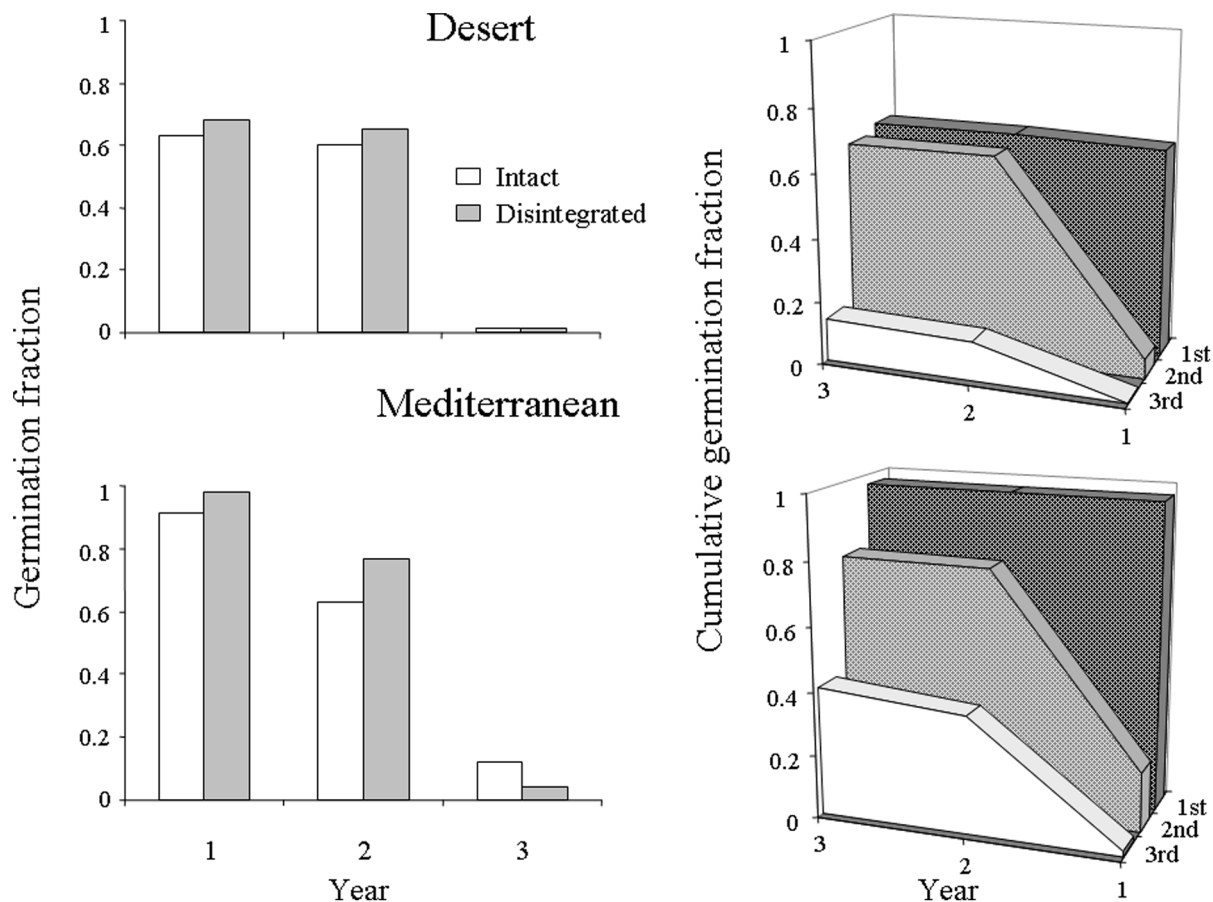 Desert
1
0.8
0.6
0.4
0.2
0
Intact
Disintegrated
Mediterranean
1
0.8
0.6
0.4
0.2
0
1 2 3
Year
Germination fraction
1
0.8
0.6
0.4
0.2
0
3 2 1
1st
2nd
3rd
1
0.8
0.6
0.4
0.2
0
3 2 1
1st
2nd
3rd
Year
Cumulative germination fraction